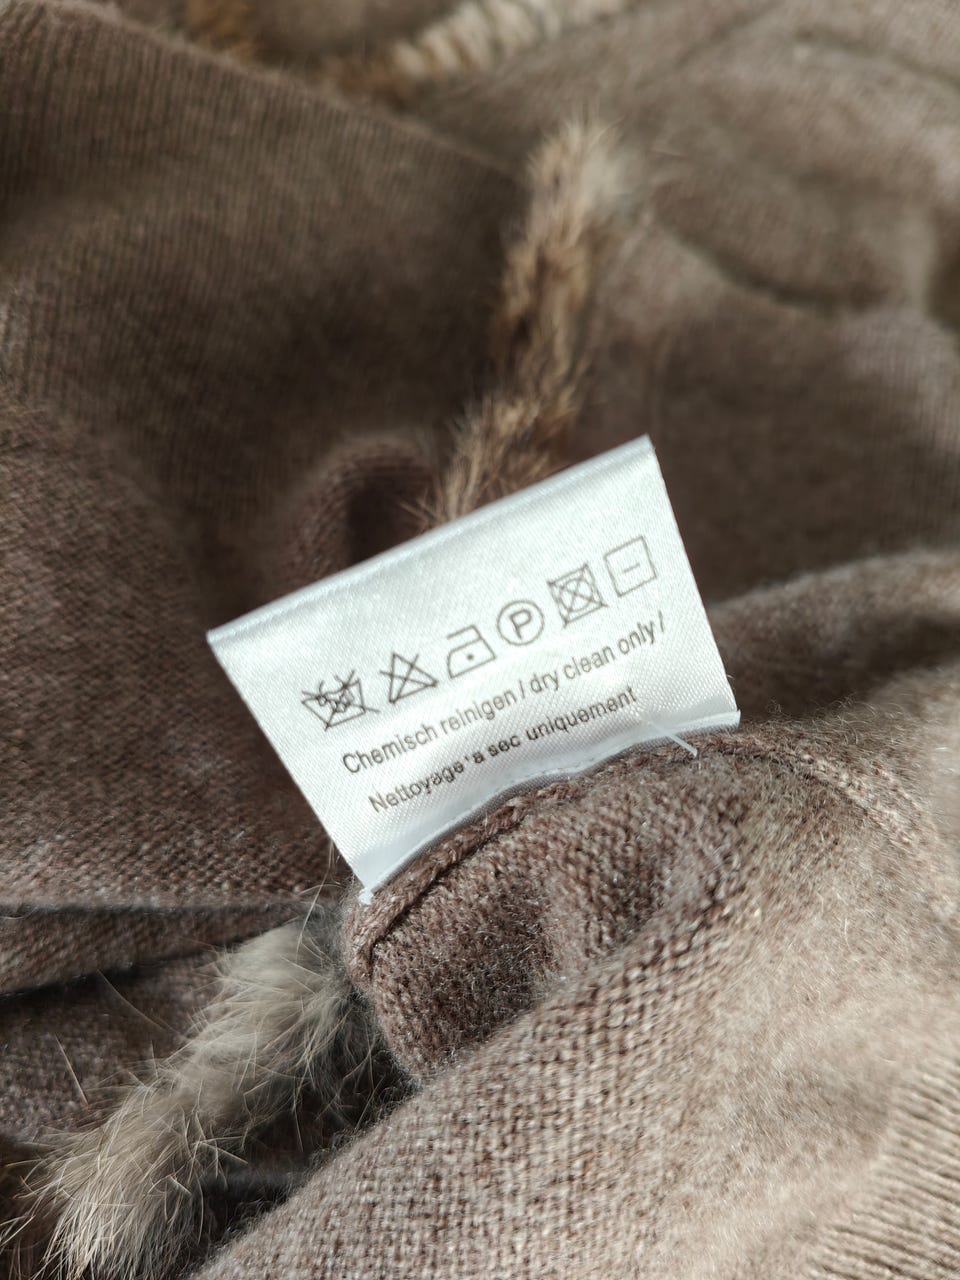 P
Chemisch reinigen / dry clean only /
Nettoyage 'a sec uniquement